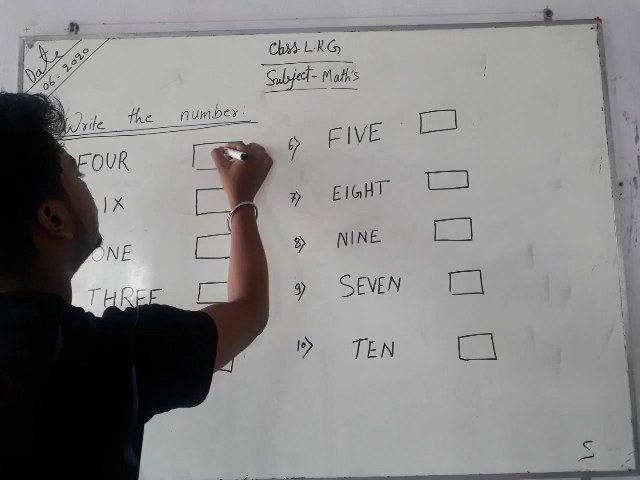 Date
06-2020
Class L.R.G
Subject-Math's
Write the number
FOUR
IX
ONE
THREE
6) FIVE
7) EIGHT
8) NINE
9) SEVEN
10) TEN
S